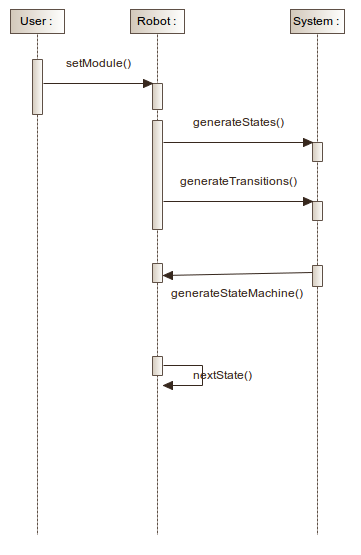 User :
Robot :
System :
setModule()
generateStates()
generateTransitions()
generateStateMachine()
nextState()